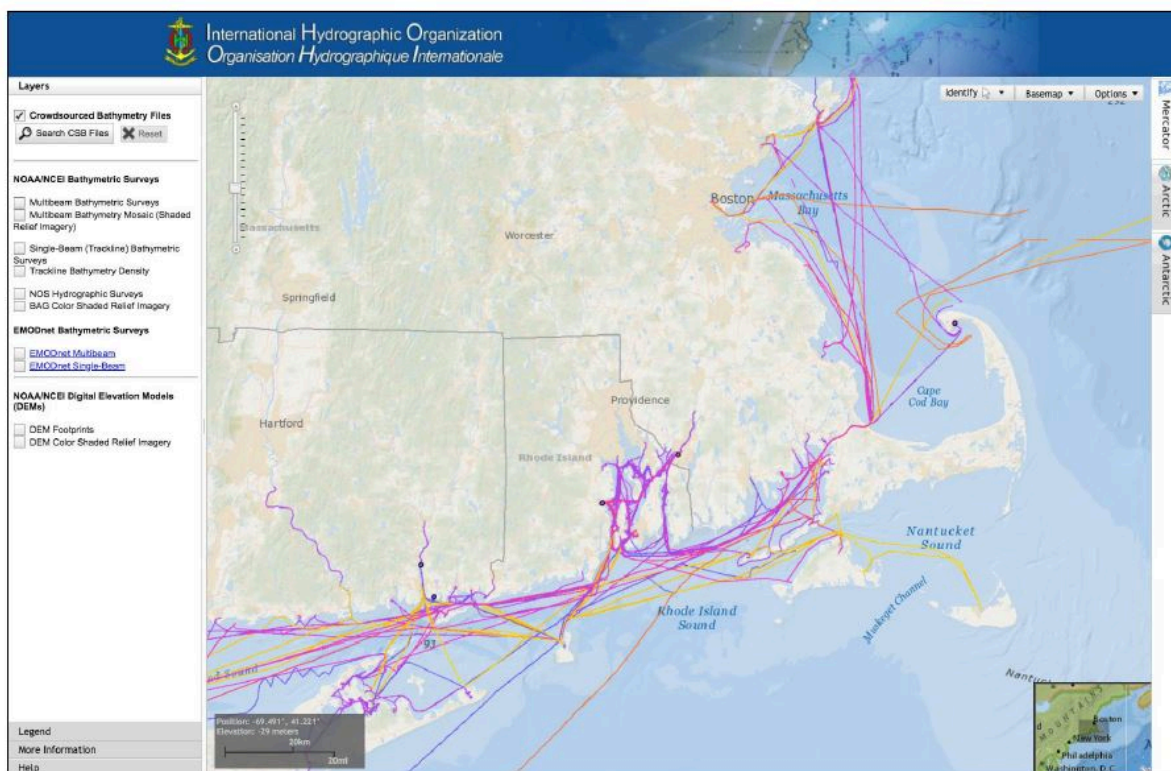 International Hydrographic Organization
Organisation Hydrographique Internationale
Layers
Crowdsourced Bathymetry Files
Search CSB Files
Reset
NOAA/NCEI Bathymetric Surveys
Multibeam Bathymetric Surveys
Multibeam Bathymetry Mosaic (Shaded
Relief Imagery)
Single-Beam (Trackline) Bathymetric
Surveys
Trackline Bathymetry Density
NOS Hydrographic Surveys
BAG Color Shaded Relief Imagery
EMODnet Bathymetric Surveys
EMODnet Multibeam
EMODnet Single-Beam
NOAA/NCEI Digital Elevation Models
(DEMs)
DEM Footprints
DEM Color Shaded Relief Imagery
Legend
More Information
Help
Identify
Basemap
Options
Mercator
Arctic
Antarctic
Boston
Massachusetts
Bay
Massachusetts
Worcester
Springfield
Providence
Cape
Cod Bay
Hartford
Rhode Island
Nantucket
Sound
Muskeget Channel
Rhode Island
Sound
93
Sound
Position: -69.491°, 41.221°
Elevation: -29 meters
20km
20mi
MOUNTAINS
Boston
New York
Philadelphia
Washington, D.C.